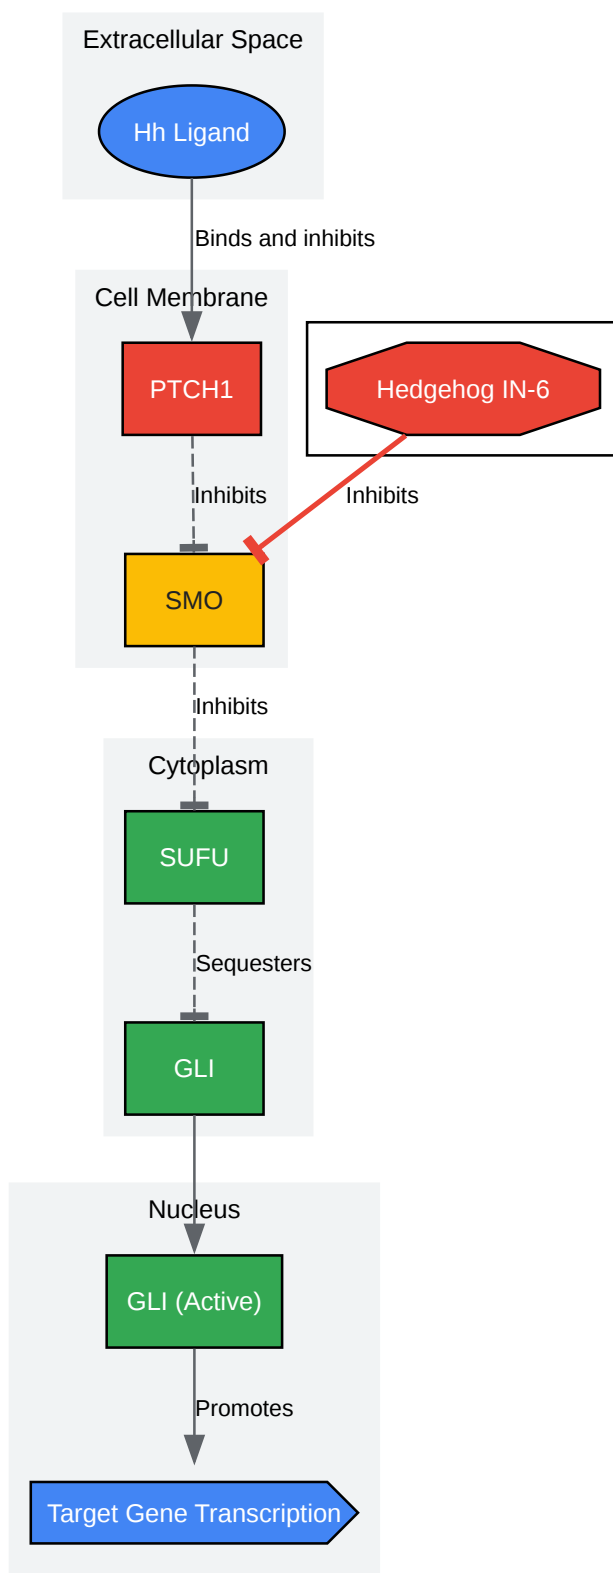 Extracellular Space
Hh Ligand
Binds and inhibits
Cell Membrane
PTCH1
Hedgehog IN-6
Inhibits
Inhibits
SMO
Inhibits
Cytoplasm
SUFU
Sequesters
GLI
Nucleus
GLI (Active)
Promotes
Target Gene Transcription